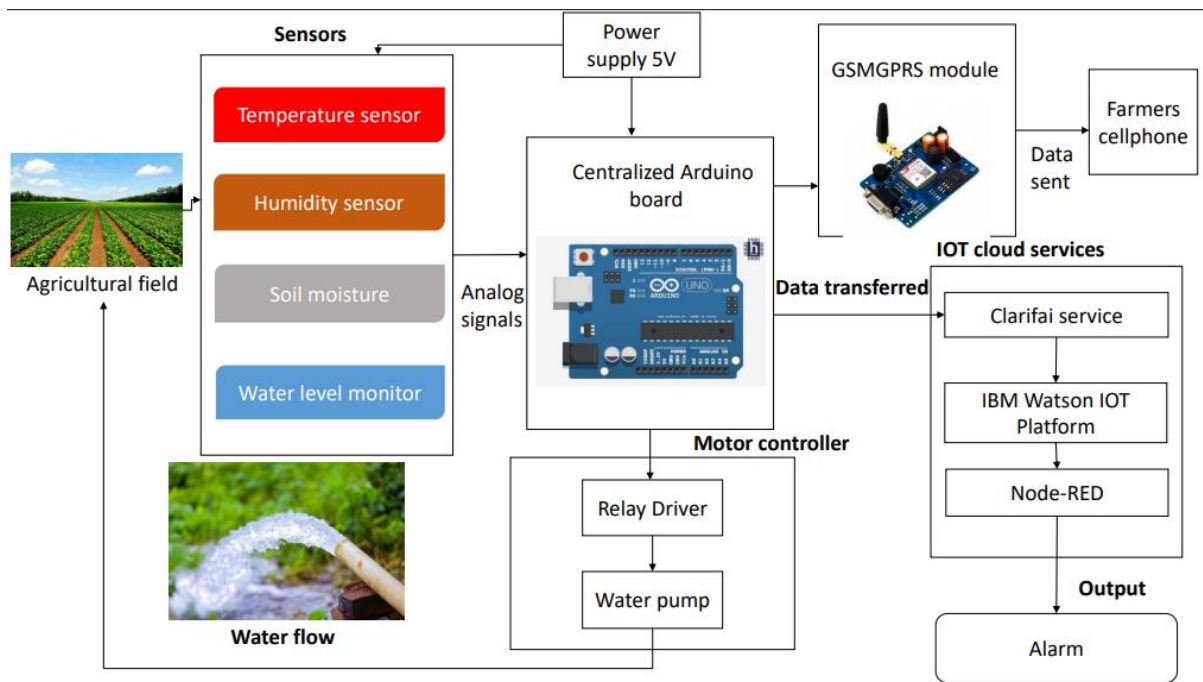 Sensors
Power
supply 5V
GSMGPRS module
Farmers
cellphone
Data
sent
Temperature sensor
Humidity sensor
Soil moisture
Water level monitor
Agricultural field
Analog
signals
Centralized Arduino
board
UNO
ARDUINO
Data transferred
IOT cloud services
Clarifai service
IBM Watson IOT
Platform
Node-RED
Motor controller
Relay Driver
Water pump
Water flow
Output
Alarm